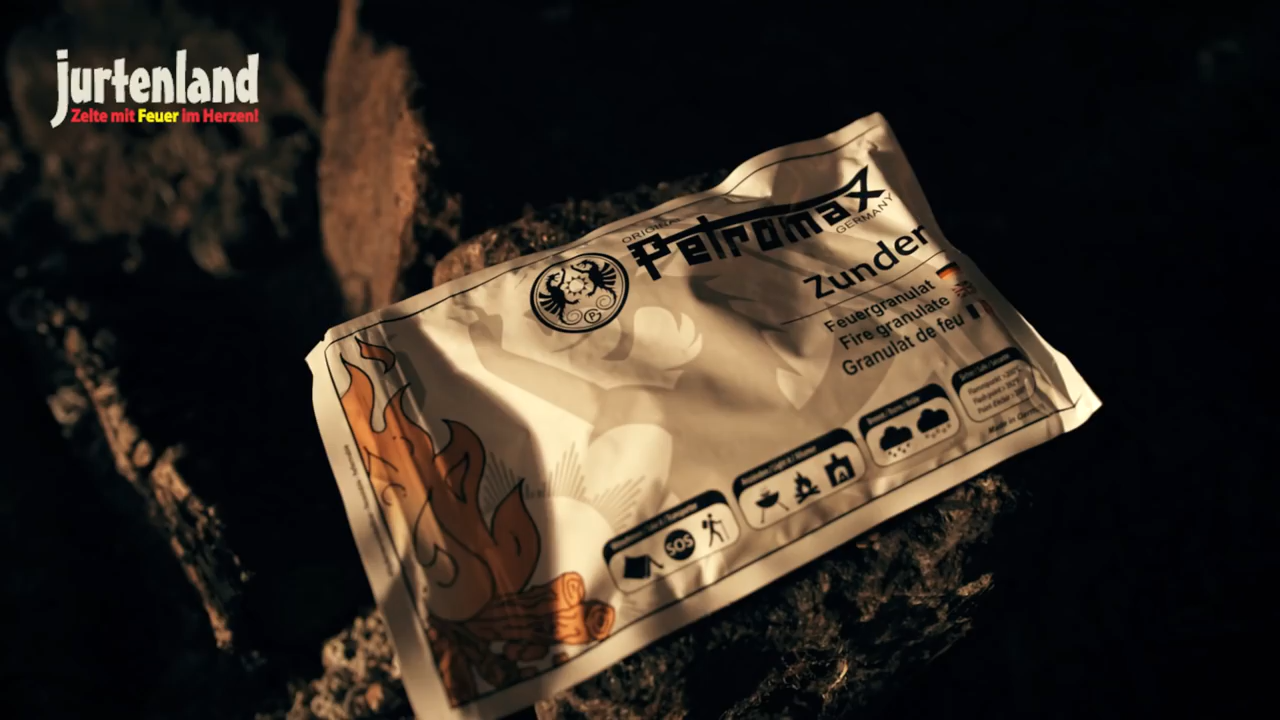 jurtenland
Zelte mit Feuer im Herzen!
ORIGINAL
Petromax
GERMANY
Zunder
Feuergranulat
Fire granulate
Granulat de feu
SOS
Made in Germany